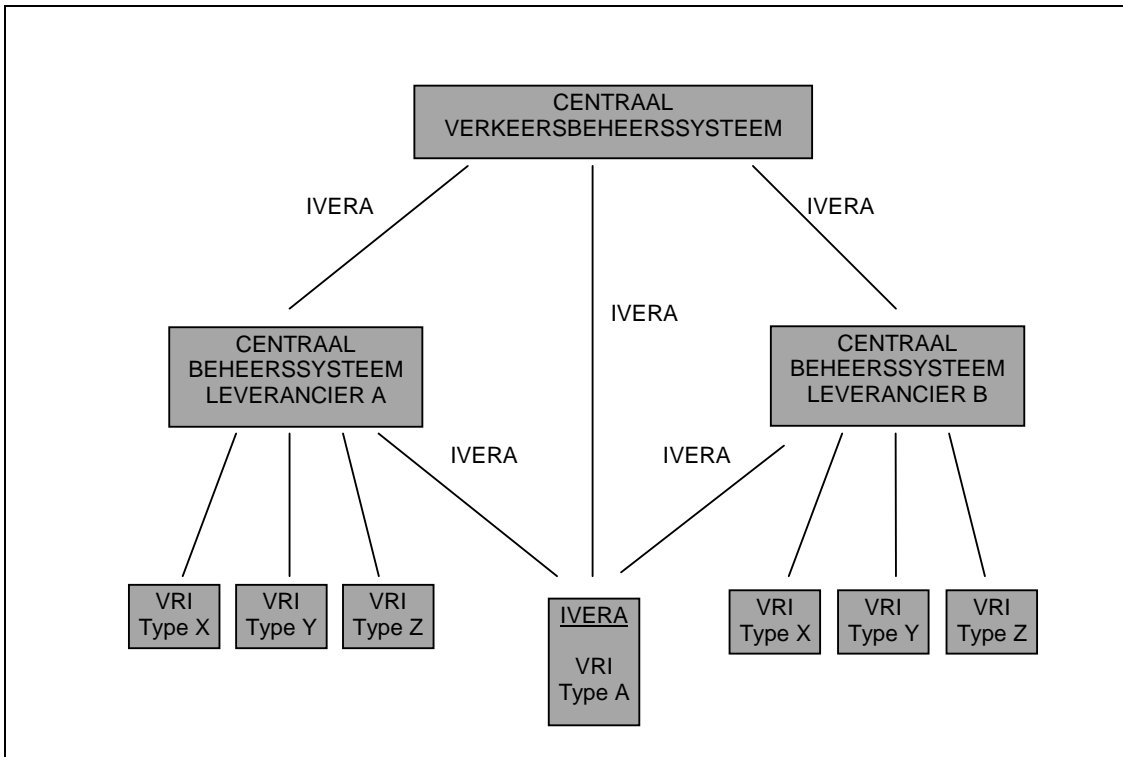 CENTRAAL
VERKEERSBEHEERSSYSTEEM
IVERA
IVERA
IVERA
CENTRAAL
BEHEERSSYSTEEM
LEVERANCIER A
CENTRAAL
BEHEERSSYSTEEM
LEVERANCIER B
IVERA
IVERA
VRI
Type X
VRI
Type Y
VRI
Type Z
IVERA
VRI
Type A
VRI
Type X
VRI
Type Y
VRI
Type Z